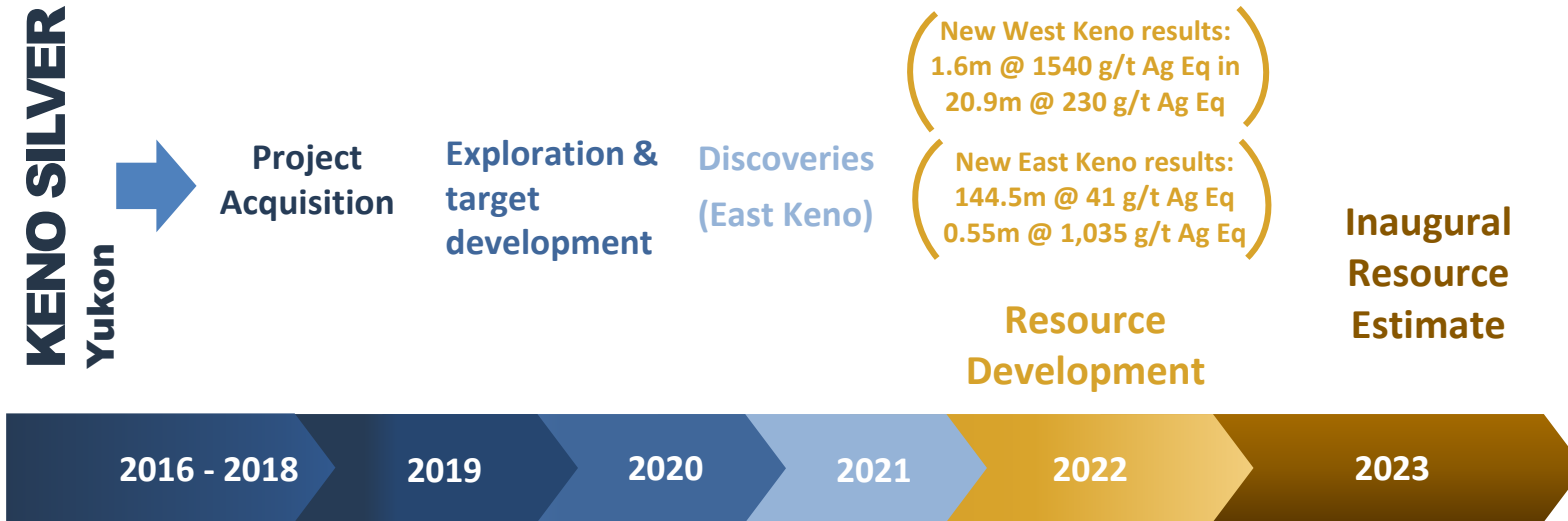 KENO SILVER
Yukon
Project
Acquisition
Exploration &
target
development
Discoveries
(East Keno)
New West Keno results:
1.6m @ 1540 g/t Ag Eq in
20.9m @ 230 g/t Ag Eq
New East Keno results:
144.5m @ 41 g/t Ag Eq
0.55m @ 1,035 g/t Ag Eq
Resource
Development
Inaugural
Resource
Estimate
2016 - 2018
2019
2020
2021
2022
2023